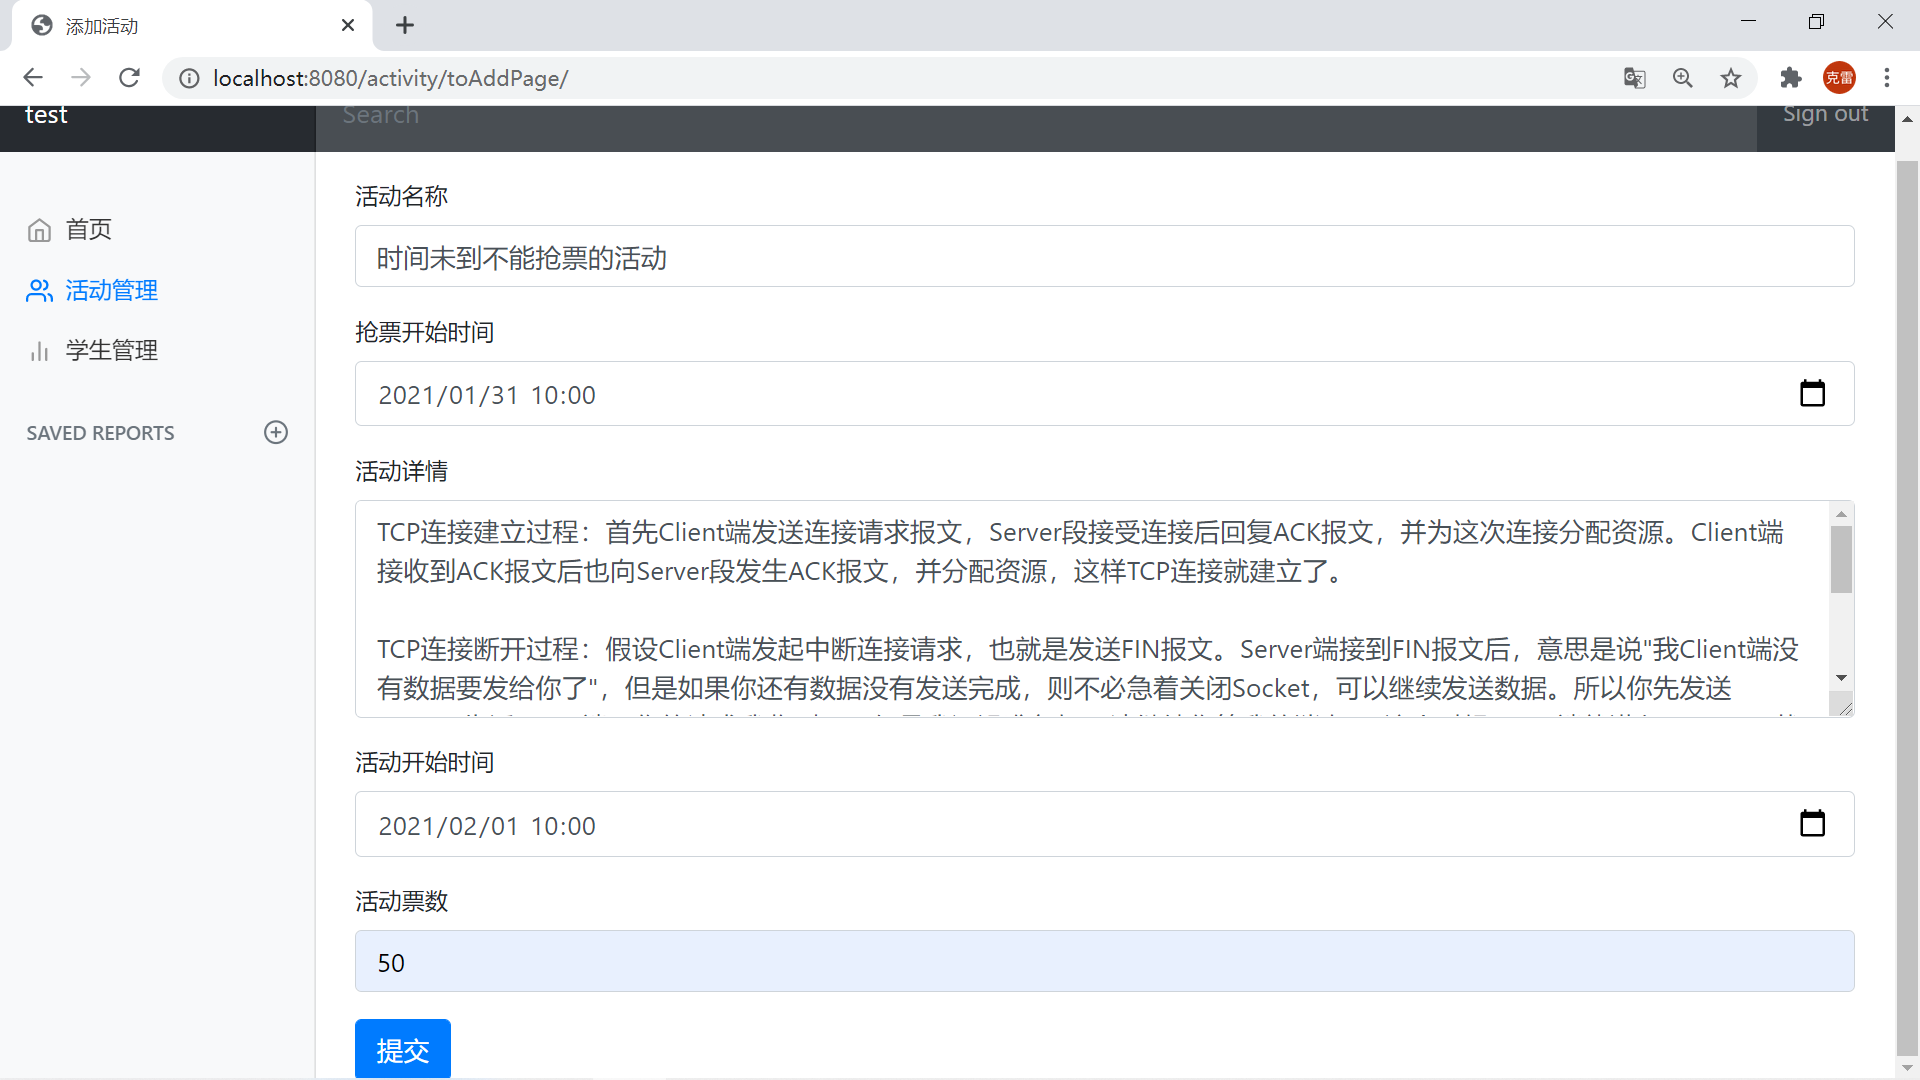 添加活动
localhost:8080/activity/toAddPage/
克雷
test
Search
Sign out
首页
活动管理
学生管理
SAVED REPORTS
活动名称
时间未到不能抢票的活动
抢票开始时间
2021/01/31 10:00
活动详情
TCP连接建立过程：首先Client端发送连接请求报文，Server段接受连接后回复ACK报文，并为这次连接分配资源。Client端
接收到ACK报文后也向Server段发生ACK报文，并分配资源，这样TCP连接就建立了。
TCP连接断开过程：假设Client端发起中断连接请求，也就是发送FIN报文。Server端接到FIN报文后，意思是说"我Client端没
有数据要发给你了"，但是如果你还有数据没有发送完成，则不必急着关闭Socket，可以继续发送数据。所以你先发送
活动开始时间
2021/02/01 10:00
活动票数
50
提交